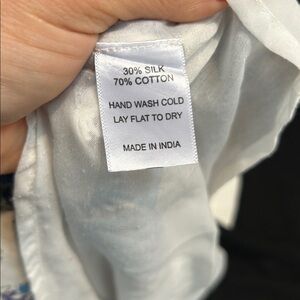 30% SILK
70% COTTON
HAND WASH COLD
LAY FLAT TO DRY
MADE IN INDIA